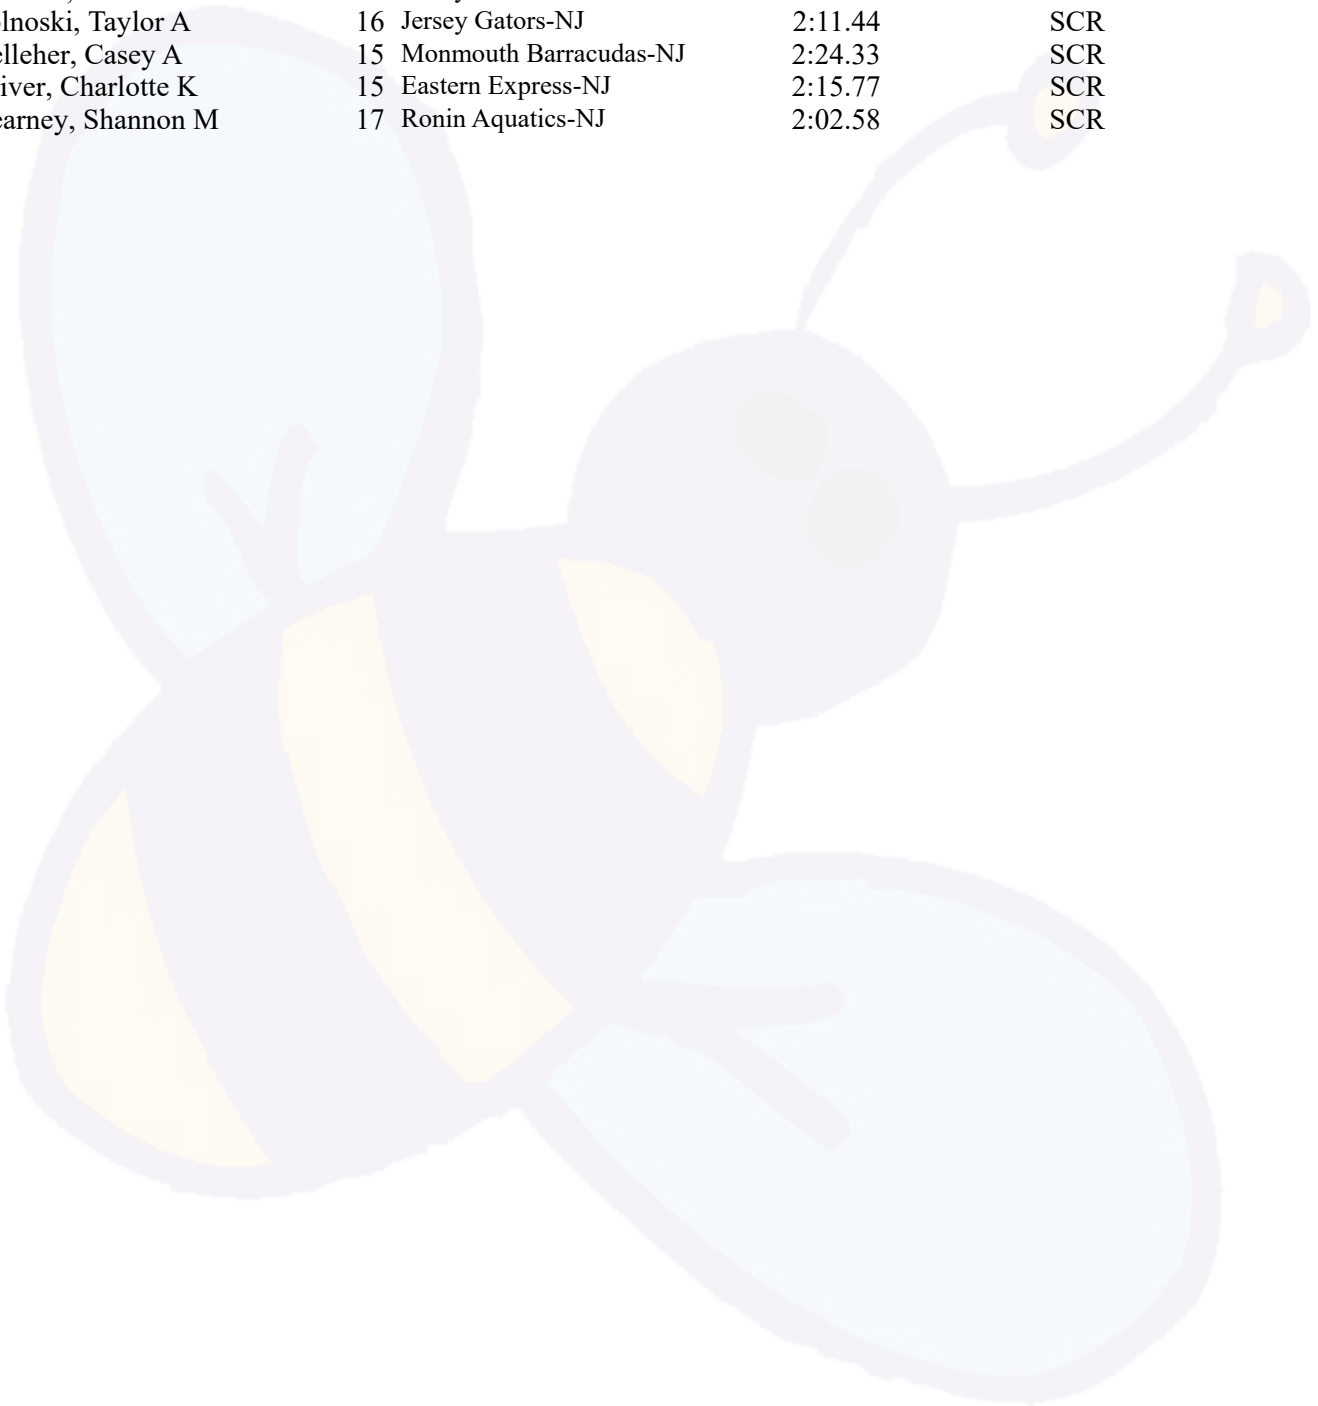 olnoski, Taylor A 16 Jersey Gators-NJ 2:11.44 SCR
elleher, Casey A 15 Monmouth Barracudas-NJ 2:24.33 SCR
iver, Charlotte K 15 Eastern Express-NJ 2:15.77 SCR
earney, Shannon M 17 Ronin Aquatics-NJ 2:02.58 SCR